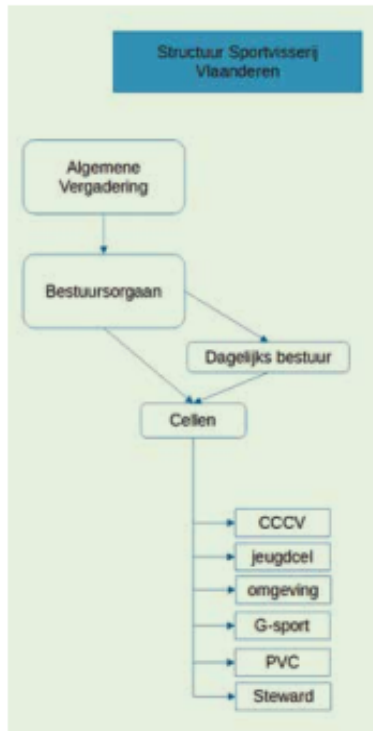 Structuur Sportvisserij
Vlaanderen
Algemene
Vergadering
Bestuursorgaan
Dagelijks bestuur
Cellen
CCCV
jeugdcel
omgeving
G-sport
PVC
Steward